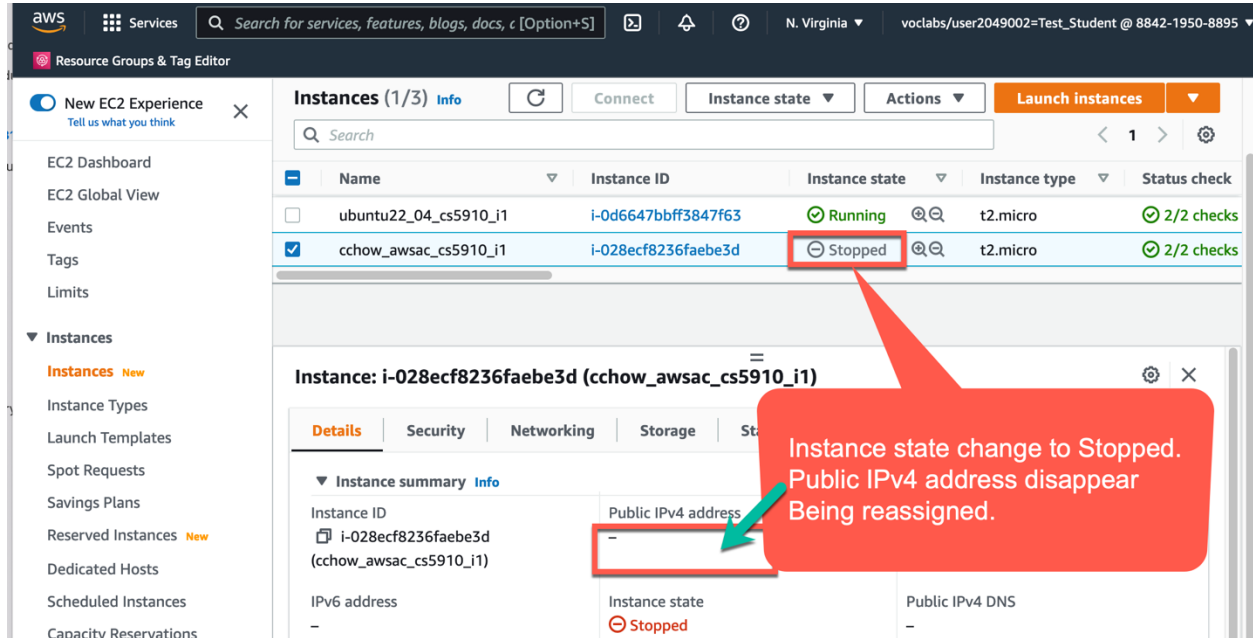 aws
Services
Search for services, features, blogs, docs, c [Option+S]
N. Virginia ▼
voclabs/user2049002=Test_Student @ 8842-1950-8895 ▼
Resource Groups & Tag Editor
New EC2 Experience
Tell us what you think
EC2 Dashboard
EC2 Global View
Events
Tags
Limits
▼ Instances
Instances New
Instance Types
Launch Templates
Spot Requests
Savings Plans
Reserved Instances New
Dedicated Hosts
Scheduled Instances
Capacity Reservations
Instances (1/3) Info
Connect
Instance state ▼
Actions ▼
Launch instances ▼
Search
1
Name
Instance ID
Instance state
Instance type
Status check
ubuntu22_04_cs5910_i1
i-0d6647bbff3847f63
Running
t2.micro
2/2 checks
cchow_awsac_cs5910_i1
i-028ecf8236faebe3d
Stopped
t2.micro
2/2 checks
Instance: i-028ecf8236faebe3d (cchow_awsac_cs5910_i1)
Details
Security
Networking
Storage
▼ Instance summary Info
Instance ID
i-028ecf8236faebe3d
(cchow_awsac_cs5910_i1)
Public IPv4 address
–
IPv6 address
–
Instance state
Stopped
Public IPv4 DNS
–
Instance state change to Stopped.
Public IPv4 address disappear
Being reassigned.